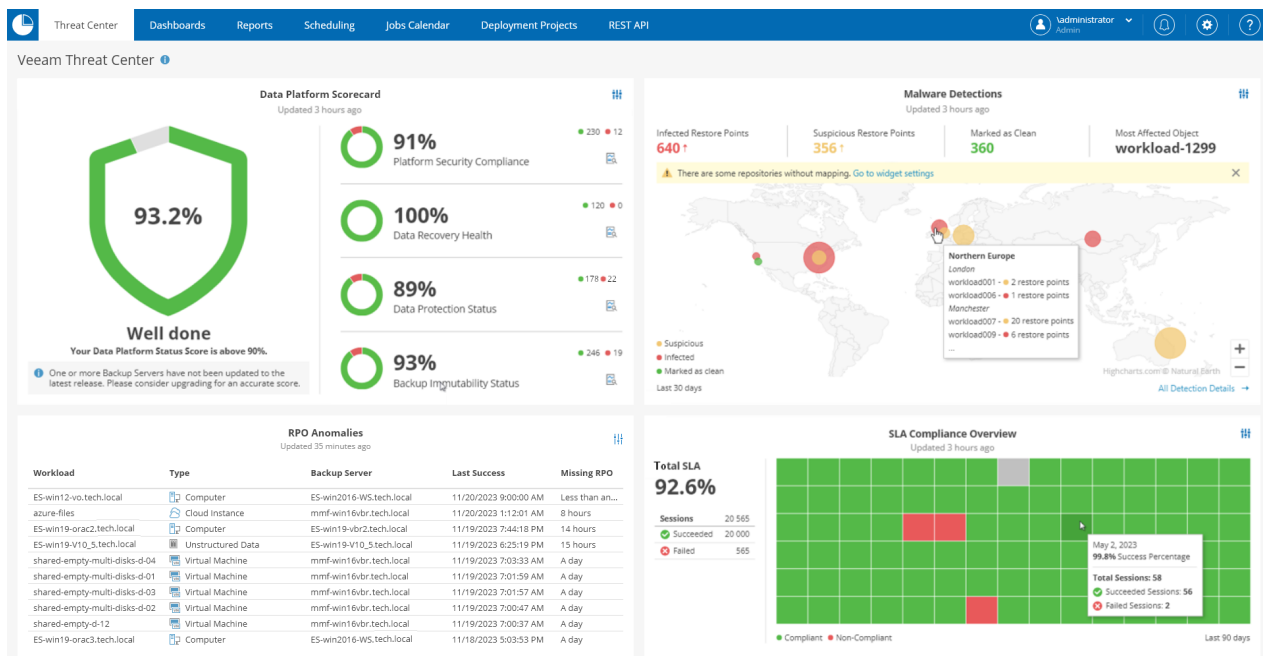 Threat Center Dashboards Reports Scheduling Jobs Calendar Deployment Projects REST API \administrator
Admin
?
Veeam Threat Center
Data Platform Scorecard
Updated 3 hours ago
93.2%
Well done
Your Data Platform Status Score is above 90%.
One or more Backup Servers have not been updated to the
latest release. Please consider upgrading for an accurate score.
91%
Platform Security Compliance
230 12
100%
Data Recovery Health
120 0
89%
Data Protection Status
178 22
93%
Backup Immutability Status
246 19
Malware Detections
Updated 3 hours ago
Infected Restore Points
640↑
Suspicious Restore Points
356↑
Marked as Clean
360
Most Affected Object
workload-1299
There are some repositories without mapping. Go to widget settings
Northern Europe
London
workload001 - 2 restore points
workload006 - 1 restore points
Manchester
workload007 - 20 restore points
workload009 - 6 restore points
...
Suspicious
Infected
Marked as clean
Last 30 days
+
−
Highcharts.com © Natural Earth
All Detection Details →
RPO Anomalies
Updated 35 minutes ago
Workload Type Backup Server Last Success Missing RPO
ES-win12-vo.tech.local Computer ES-win2016-WS.tech.local 11/20/2023 9:00:00 AM Less than an...
azure-files Cloud Instance mmf-win16vbr.tech.local 11/20/2023 1:12:01 AM 8 hours
ES-win19-orac2.tech.local Computer ES-win19-vbr2.tech.local 11/19/2023 7:44:18 PM 14 hours
ES-win19-V10_5.tech.local Unstructured Data ES-win19-V10_5.tech.local 11/19/2023 6:25:19 PM 15 hours
shared-empty-multi-disks-d-04 Virtual Machine mmf-win16vbr.tech.local 11/19/2023 7:03:33 AM A day
shared-empty-multi-disks-d-01 Virtual Machine mmf-win16vbr.tech.local 11/19/2023 7:01:59 AM A day
shared-empty-multi-disks-d-03 Virtual Machine mmf-win16vbr.tech.local 11/19/2023 7:01:57 AM A day
shared-empty-multi-disks-d-02 Virtual Machine mmf-win16vbr.tech.local 11/19/2023 7:00:47 AM A day
shared-empty-d-12 Virtual Machine mmf-win16vbr.tech.local 11/19/2023 7:00:37 AM A day
ES-win19-orac3.tech.local Computer ES-win2016-WS.tech.local 11/18/2023 5:03:53 PM A day
SLA Compliance Overview
Updated 3 hours ago
Total SLA
92.6%
Sessions 20 565
Succeeded 20 000
Failed 565
May 2, 2023
99.8% Success Percentage
Total Sessions: 58
Succeeded Sessions: 56
Failed Sessions: 2
Compliant Non-Compliant
Last 90 days